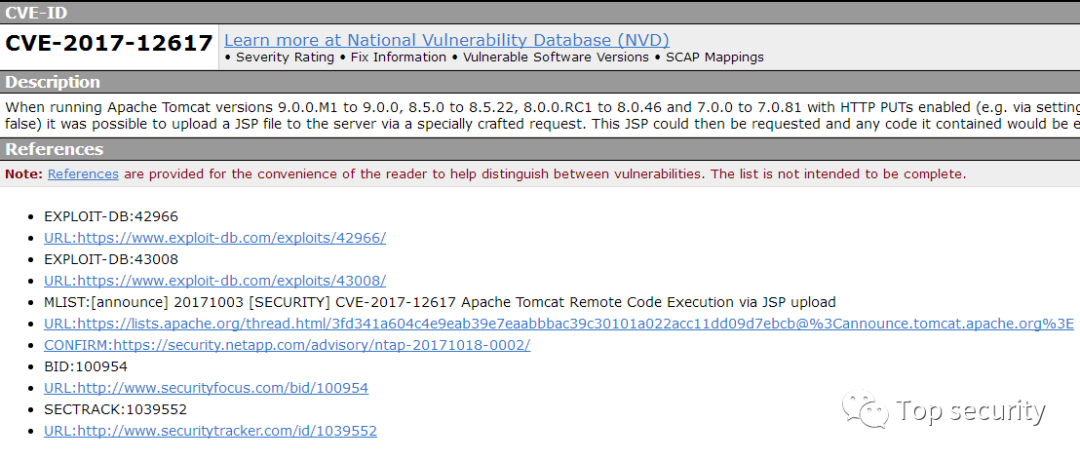 CVE-ID
CVE-2017-12617
Learn more at National Vulnerability Database (NVD)
• Severity Rating • Fix Information • Vulnerable Software Versions • SCAP Mappings
Description
When running Apache Tomcat versions 9.0.0.M1 to 9.0.0, 8.5.0 to 8.5.22, 8.0.0.RC1 to 8.0.46 and 7.0.0 to 7.0.81 with HTTP PUTs enabled (e.g. via setting
false) it was possible to upload a JSP file to the server via a specially crafted request. This JSP could then be requested and any code it contained would be e
References
Note: References are provided for the convenience of the reader to help distinguish between vulnerabilities. The list is not intended to be complete.
• EXPLOIT-DB:42966
• URL:https://www.exploit-db.com/exploits/42966/
• EXPLOIT-DB:43008
• URL:https://www.exploit-db.com/exploits/43008/
• MLIST:[announce] 20171003 [SECURITY] CVE-2017-12617 Apache Tomcat Remote Code Execution via JSP upload
• URL:https://lists.apache.org/thread.html/3fd341a604c4e9eab39e7eaabbbac39c30101a022acc11dd09d7ebcb@%3Cannounce.tomcat.apache.org%3E
• CONFIRM:https://security.netapp.com/advisory/ntap-20171018-0002/
• BID:100954
• URL:http://www.securityfocus.com/bid/100954
• SECTRACK:1039552
• URL:http://www.securitytracker.com/id/1039552
Top security